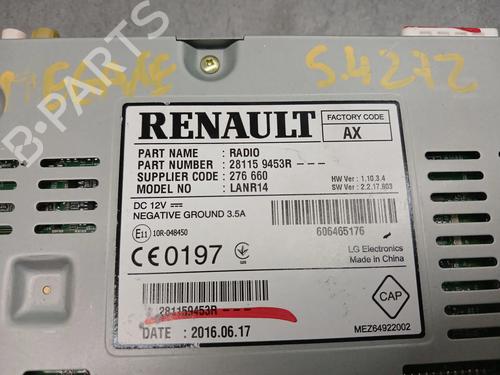 B-PARTS
S.4272
RENAULT
FACTORY CODE
AX
PART NAME : RADIO
PART NUMBER : 28115 9453R - - -
SUPPLIER CODE : 276 660
MODEL NO : LANR14
HW Ver : 1.10.3.4
SW Ver : 2.2.17.803
DC 12V
NEGATIVE GROUND 3.5A
E11 10R-048450
606465176
CE0197
LG Electronics
Made in China
CAP
281159453R - - -
DATE : 2016.06.17
MEZ64922002